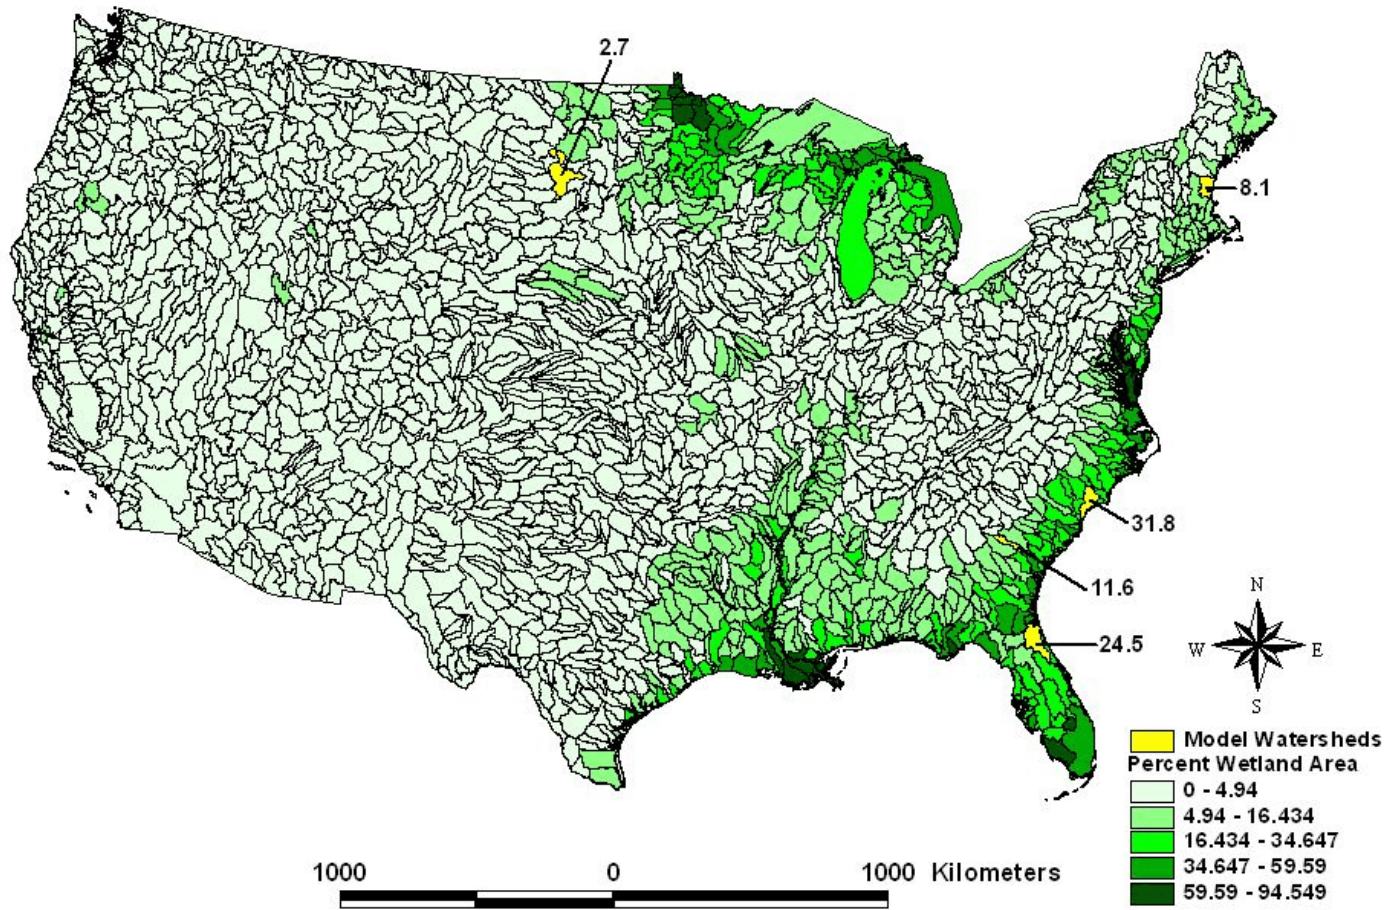 2.7
8.1
31.8
11.6
24.5
N
W E
S
Model Watersheds
Percent Wetland Area
0 - 4.94
4.94 - 16.434
16.434 - 34.647
34.647 - 59.59
59.59 - 94.549
1000 0 1000 Kilometers